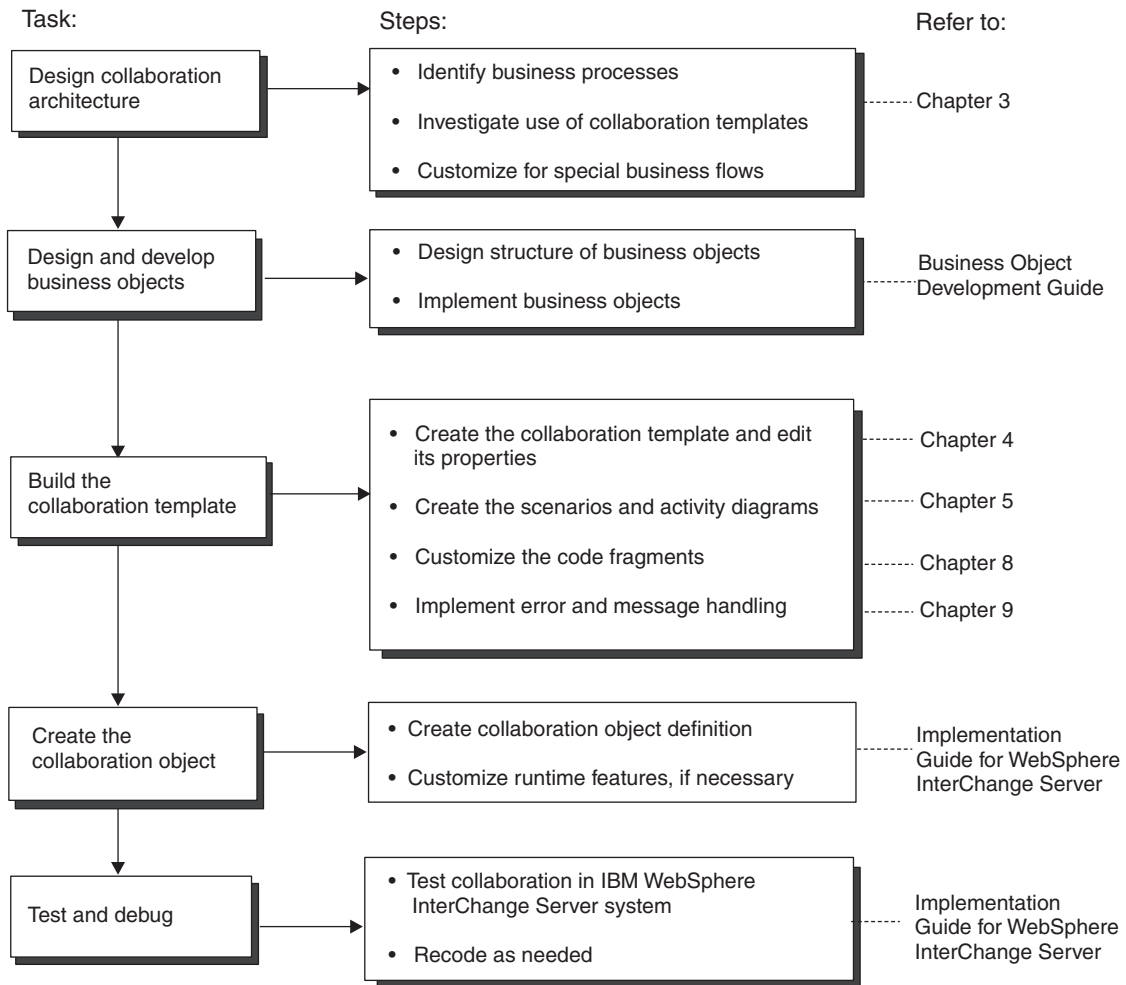 Task:
Steps:
Refer to:
Design collaboration
architecture
• Identify business processes
• Investigate use of collaboration templates
• Customize for special business flows
Chapter 3
Design and develop
business objects
• Design structure of business objects
• Implement business objects
Business Object
Development Guide
Build the
collaboration template
• Create the collaboration template and edit
its properties
• Create the scenarios and activity diagrams
• Customize the code fragments
• Implement error and message handling
Chapter 4
Chapter 5
Chapter 8
Chapter 9
Create the
collaboration object
• Create collaboration object definition
• Customize runtime features, if necessary
Implementation
Guide for WebSphere
InterChange Server
Test and debug
• Test collaboration in IBM WebSphere
InterChange Server system
• Recode as needed
Implementation
Guide for WebSphere
InterChange Server